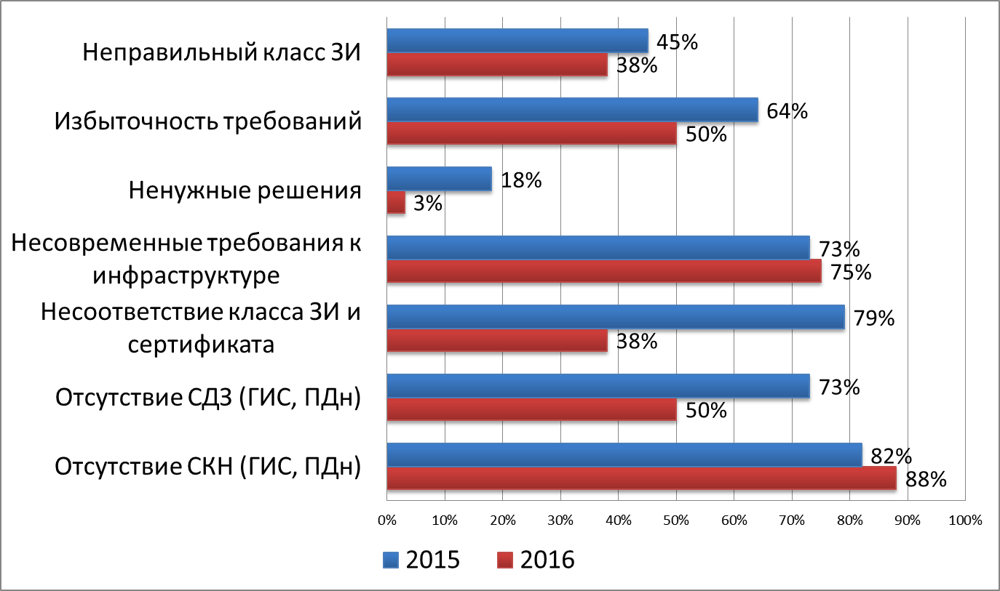 Неправильный класс ЗИ
45%
38%
Избыточность требований
64%
50%
Ненужные решения
18%
3%
Несовременные требования к
инфраструктуре
73%
75%
Несоответствие класса ЗИ и
сертификата
79%
38%
Отсутствие СДЗ (ГИС, ПДн)
73%
50%
Отсутствие СКН (ГИС, ПДн)
82%
88%
0% 10% 20% 30% 40% 50% 60% 70% 80% 90% 100%
2015 2016